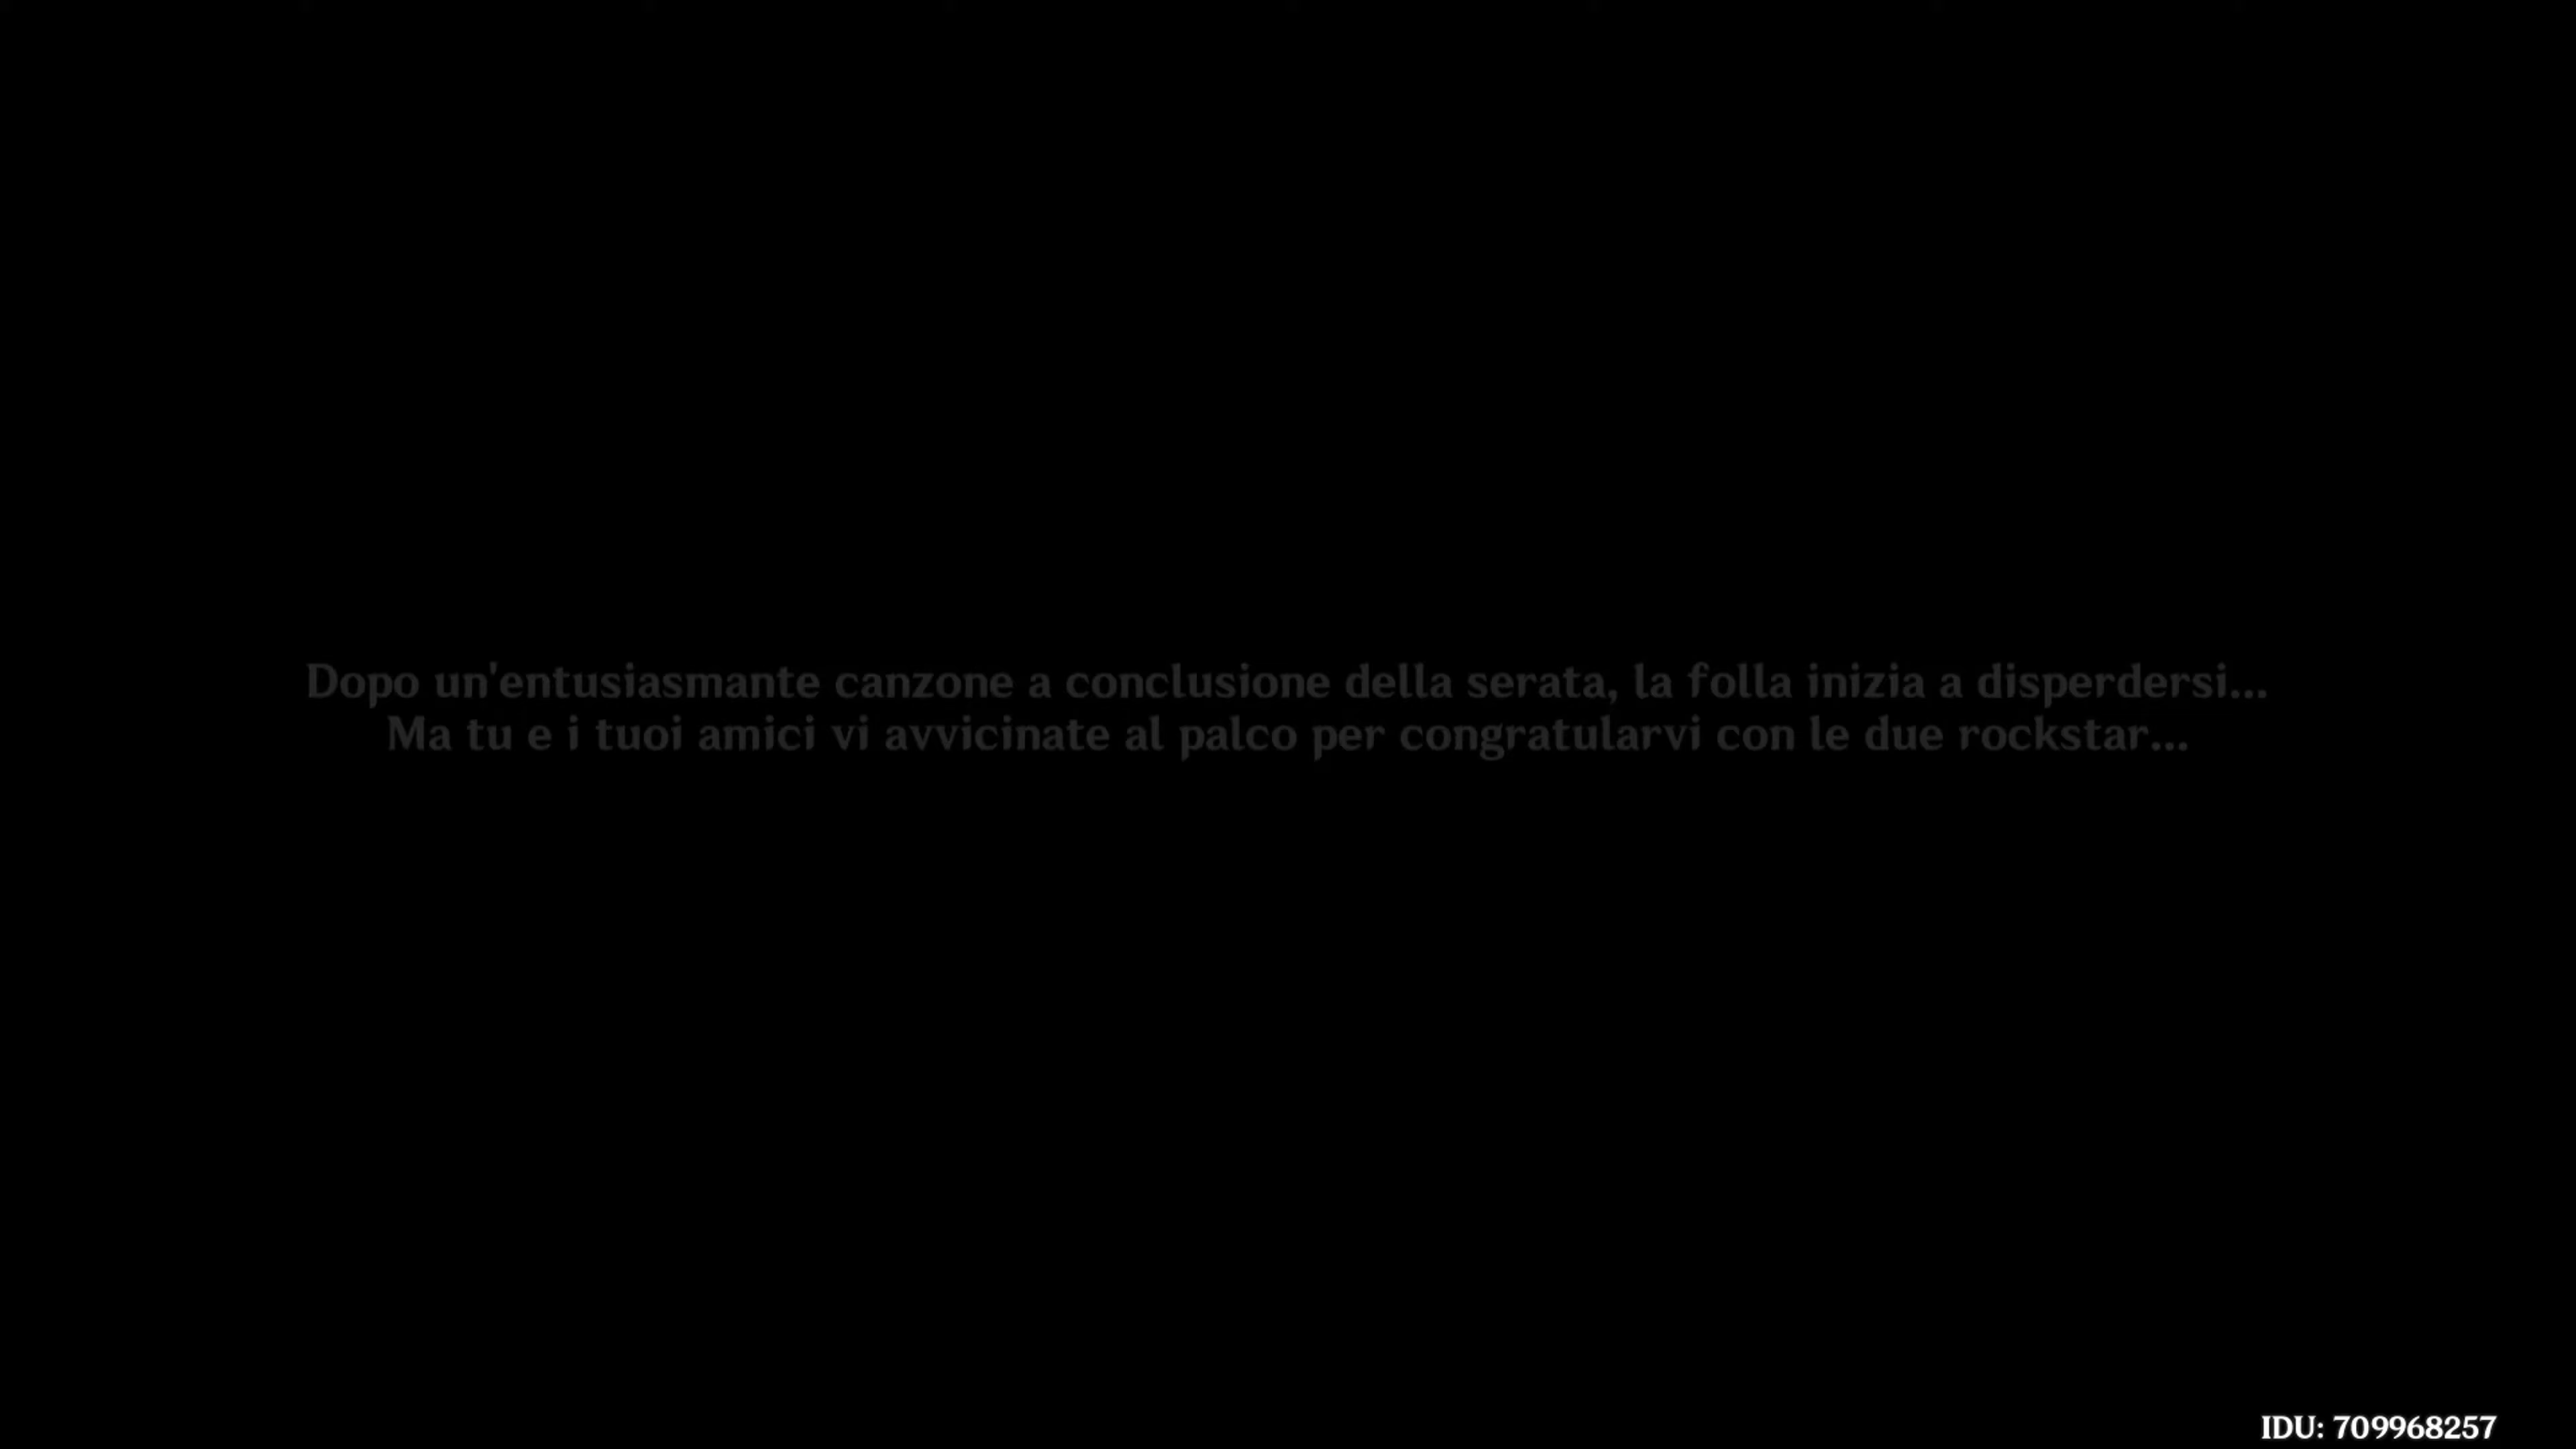 Dopo un'entusiasmante canzone a conclusione della serata, la folla inizia a disperdersi...
Ma tu e i tuoi amici vi avvicinate al palco per congratularvi con le due rockstar...
IDU: 709968257